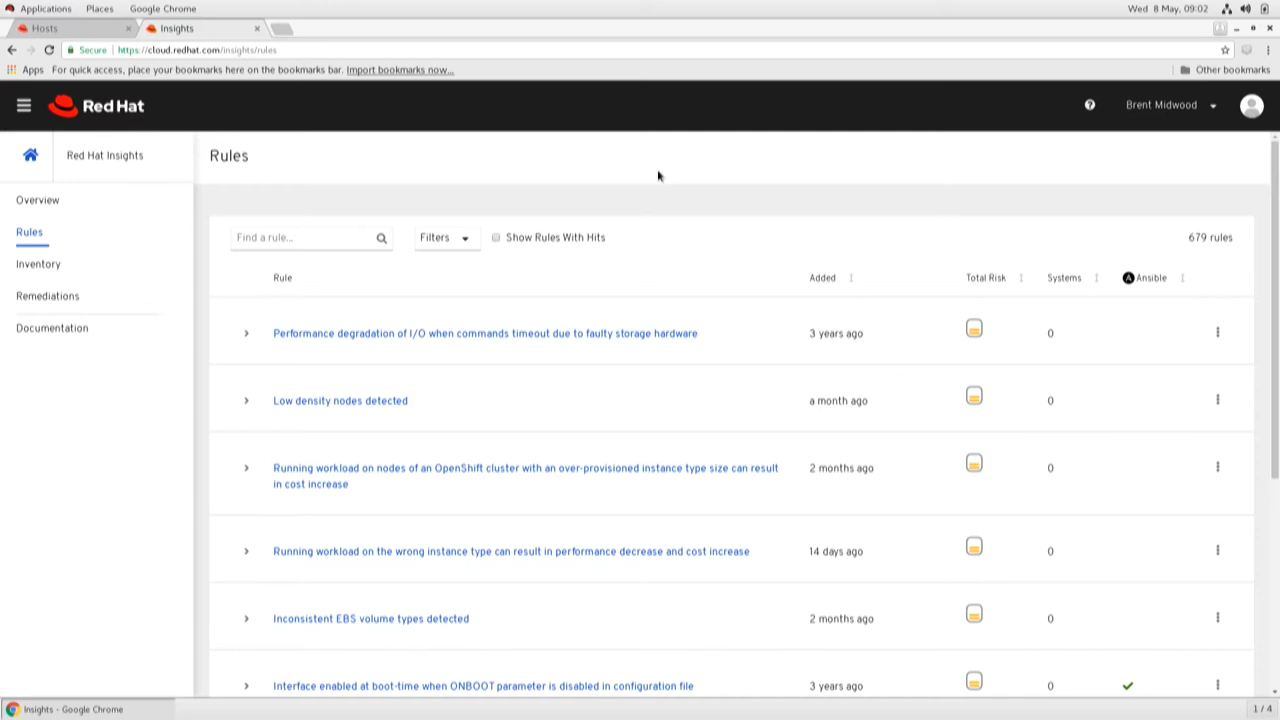 Applications Places Google Chrome Wed 8 May, 09:02
Hosts Insights
Secure https://cloud.redhat.com/insights/rules
Apps For quick access, place your bookmarks here on the bookmarks bar. Import bookmarks now... Other bookmarks
Red Hat Brent Midwood
Red Hat Insights Rules
Overview
Rules
Inventory
Remediations
Documentation
Find a rule... Filters Show Rules With Hits 679 rules
Rule Added Total Risk Systems Ansible
Performance degradation of I/O when commands timeout due to faulty storage hardware 3 years ago 0
Low density nodes detected a month ago 0
Running workload on nodes of an OpenShift cluster with an over-provisioned instance type size can result 2 months ago 0
in cost increase
Running workload on the wrong instance type can result in performance decrease and cost increase 14 days ago 0
Inconsistent EBS volume types detected 2 months ago 0
Interface enabled at boot-time when ONBOOT parameter is disabled in configuration file 3 years ago 0
Insights - Google Chrome 1 / 4